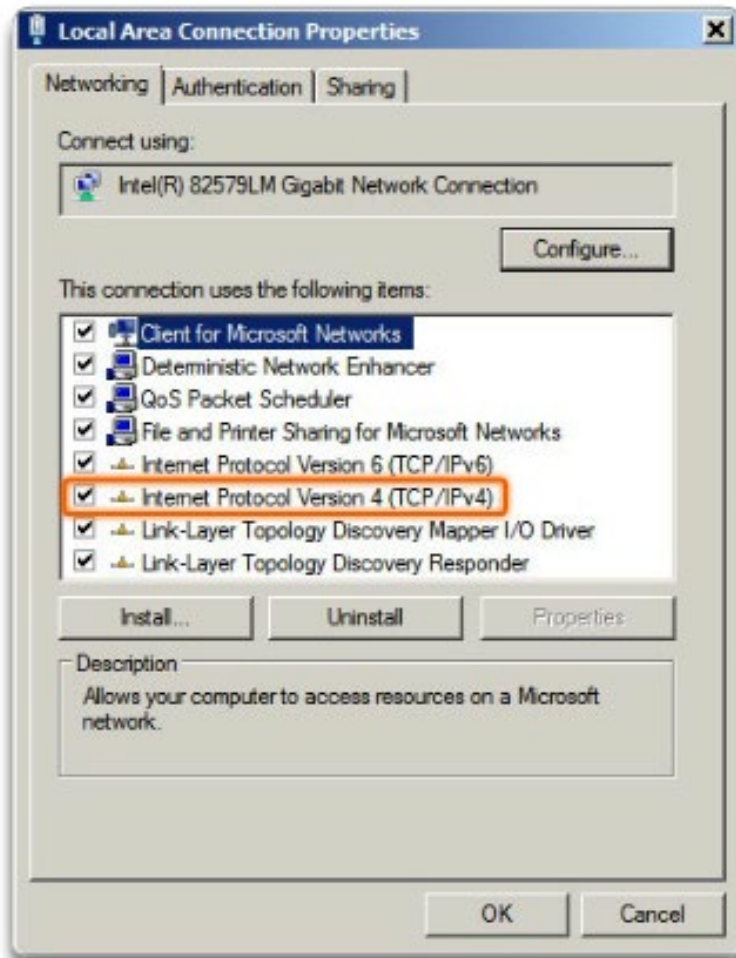 Local Area Connection Properties
Networking
Authentication
Sharing
Connect using:
Intel(R) 82579LM Gigabit Network Connection
Configure...
This connection uses the following items:
Client for Microsoft Networks
Deterministic Network Enhancer
QoS Packet Scheduler
File and Printer Sharing for Microsoft Networks
Internet Protocol Version 6 (TCP/IPv6)
Internet Protocol Version 4 (TCP/IPv4)
Link-Layer Topology Discovery Mapper I/O Driver
Link-Layer Topology Discovery Responder
Install...
Uninstall
Properties
Description
Allows your computer to access resources on a Microsoft
network.
OK
Cancel